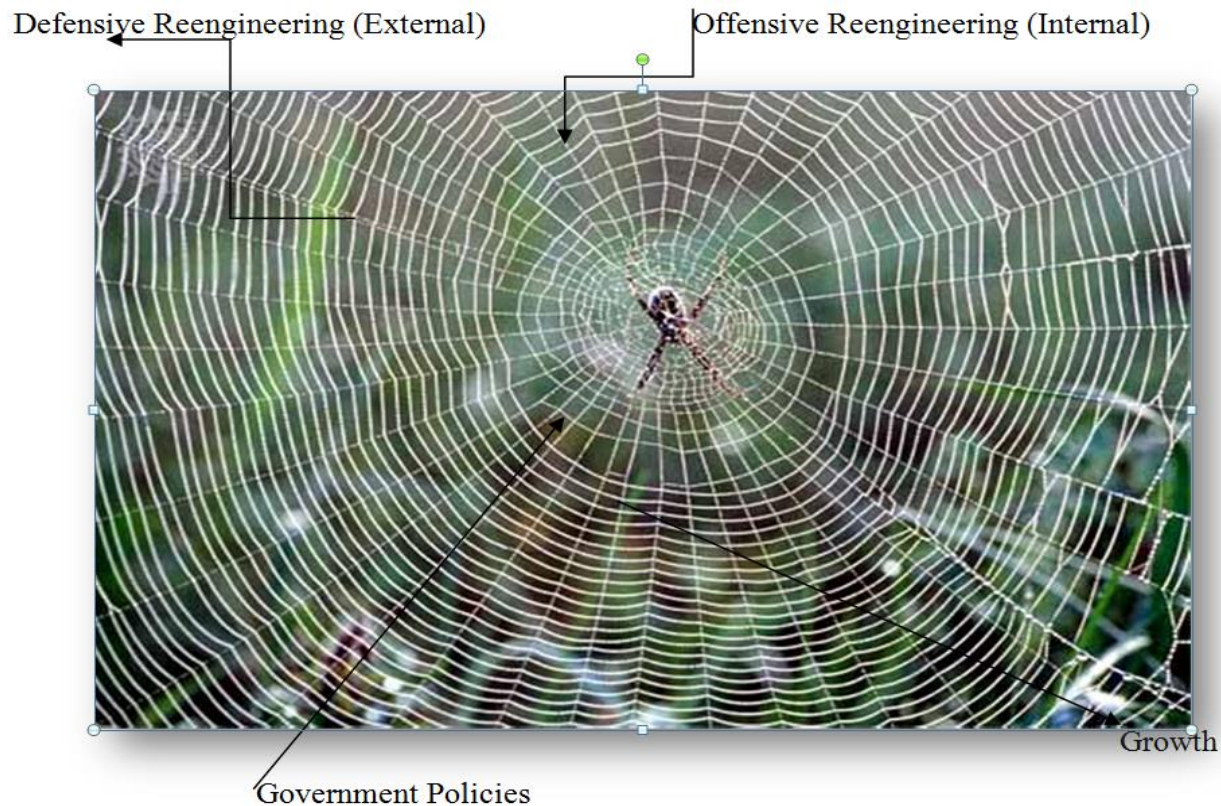 Defensive Reengineering (External)
Offensive Reengineering (Internal)
Growth
Government Policies